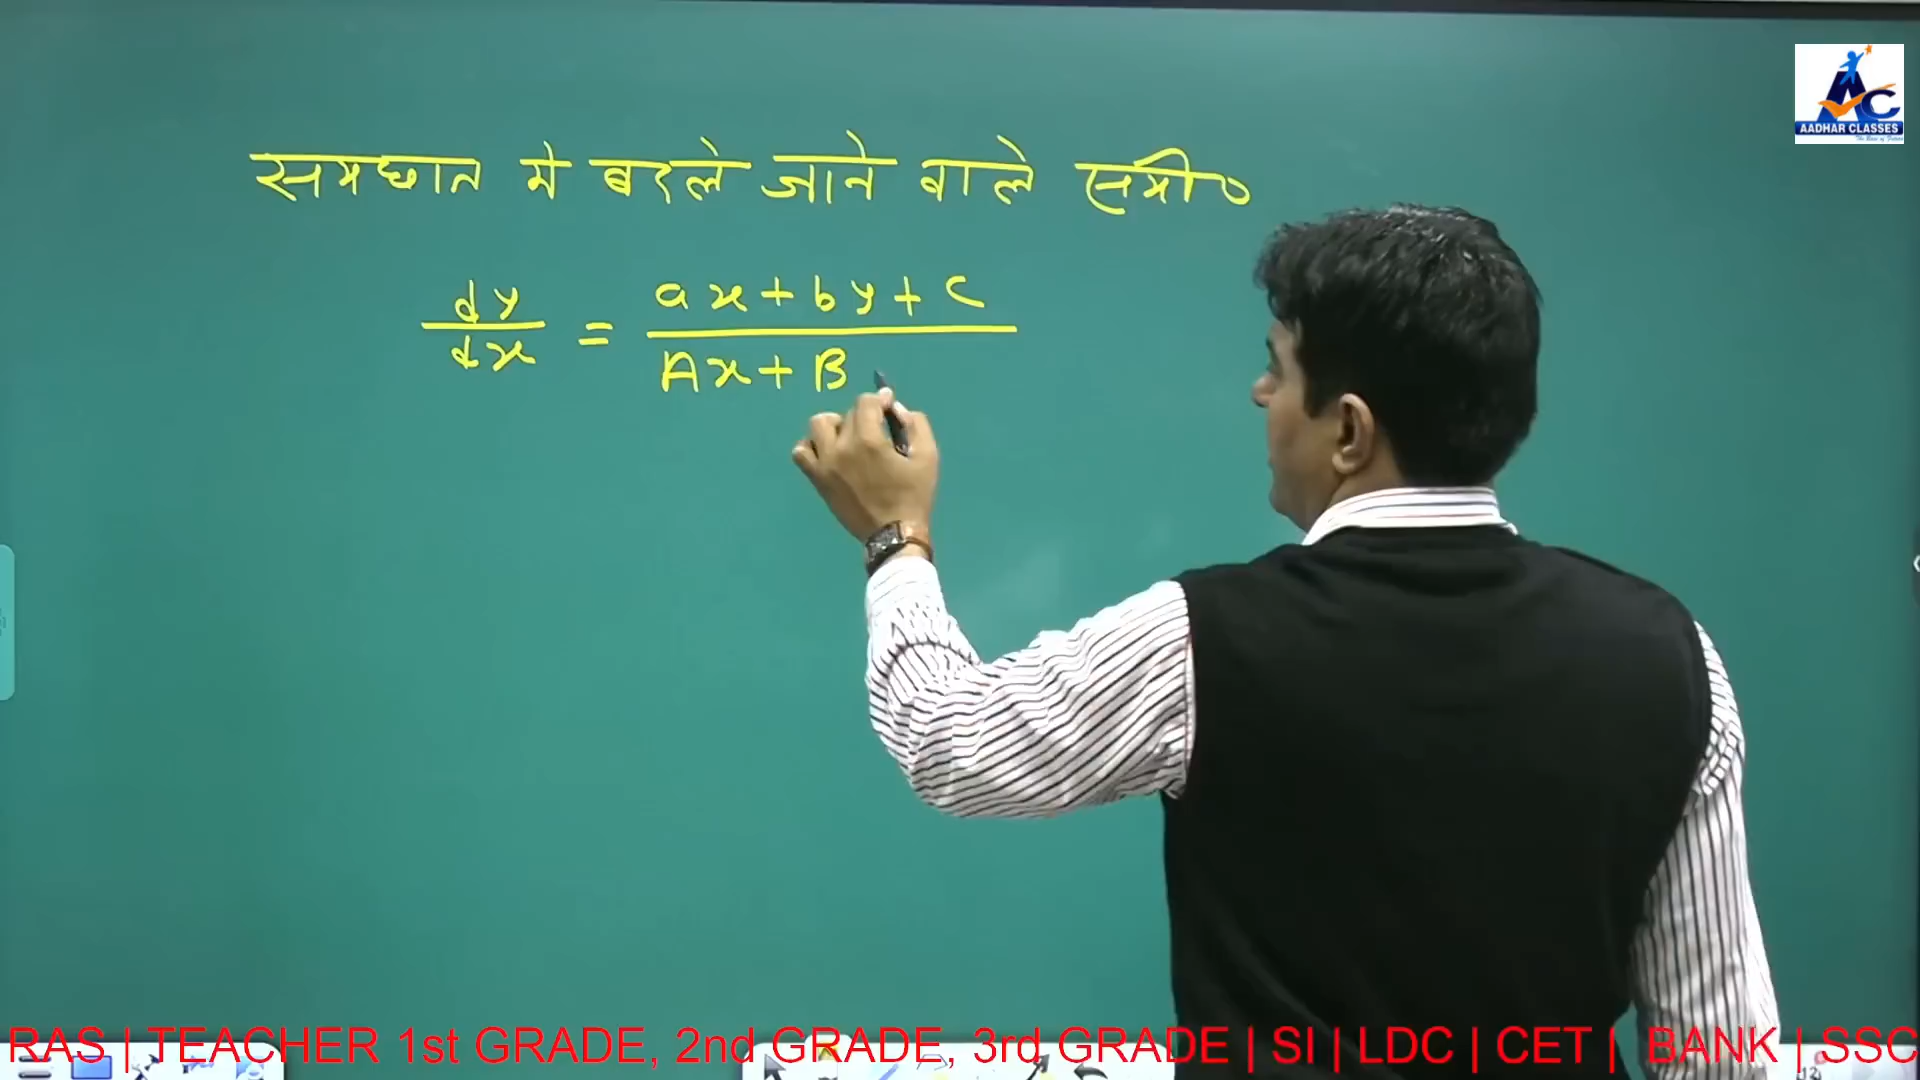 समघात मे बदले जाने वाले समी०
dy/dx = ax+by+c / Ax+B
AADHAR CLASSES
RAS | TEACHER 1st GRADE, 2nd GRADE, 3rd GRADE | SI | LDC | CET | BANK | SSC